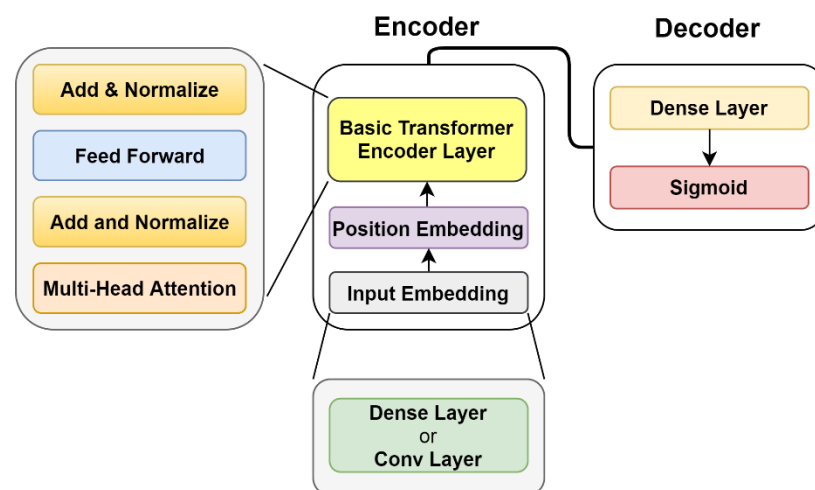 Encoder
Decoder
Add & Normalize
Feed Forward
Add and Normalize
Multi-Head Attention
Basic Transformer
Encoder Layer
Position Embedding
Input Embedding
Dense Layer
or
Conv Layer
Dense Layer
Sigmoid